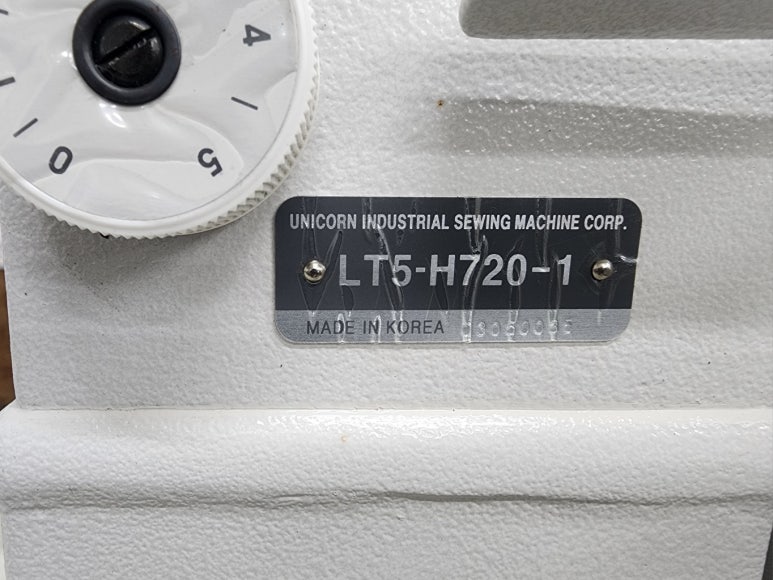 4
5
0
UNICORN INDUSTRIAL SEWING MACHINE CORP.
LT5-H720-1
MADE IN KOREA